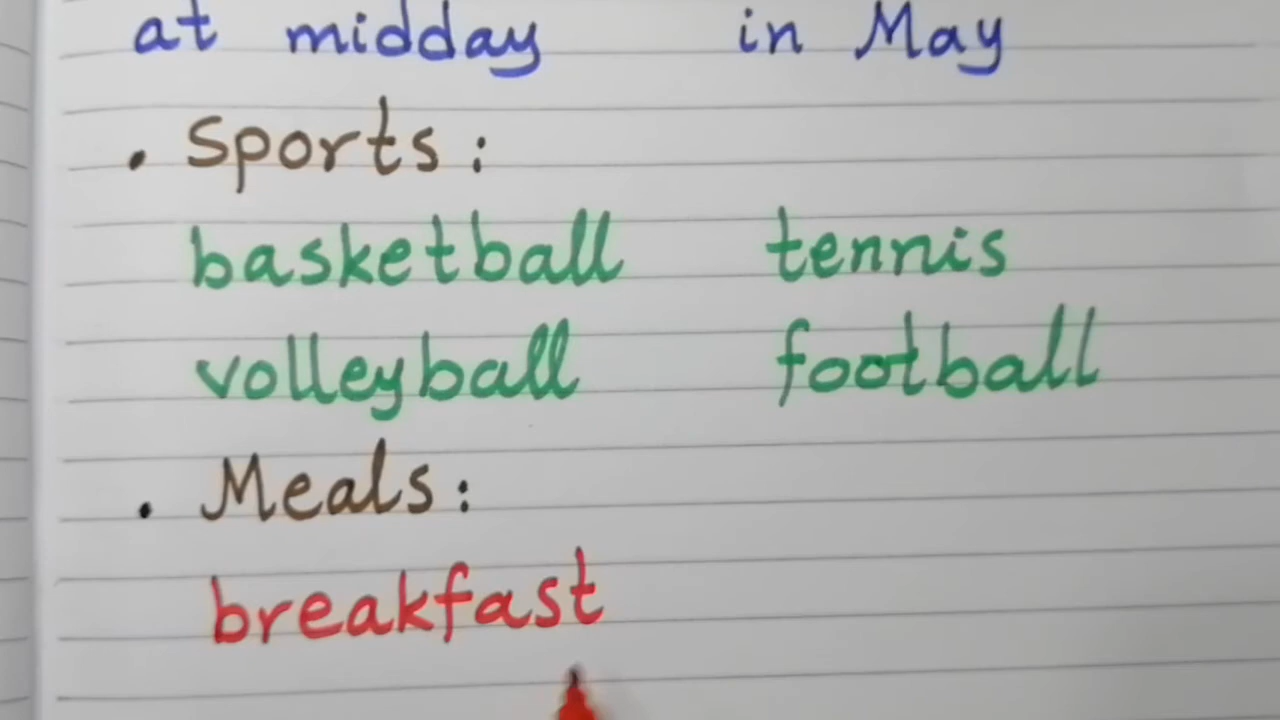 at midday in May
. Sports:
basketball tennis
volleyball football
. Meals:
breakfast